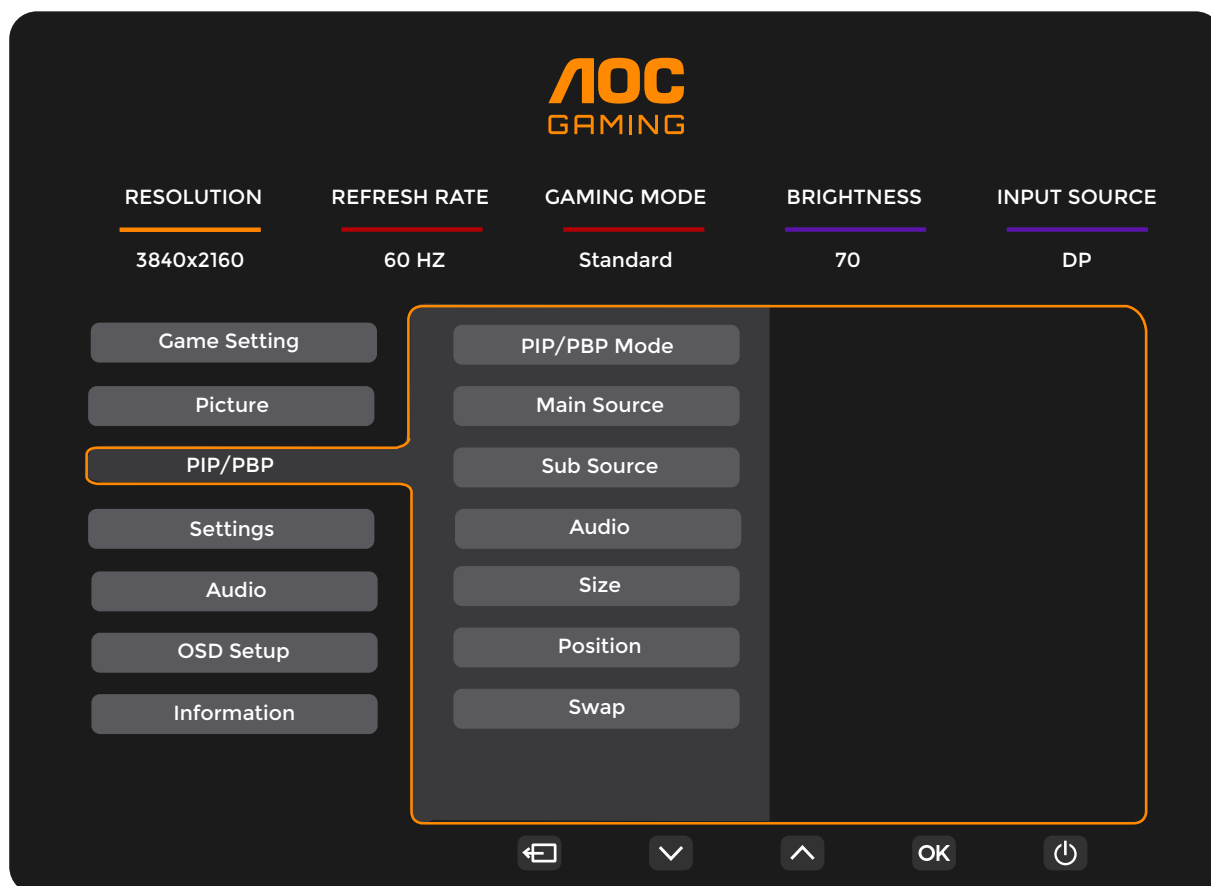 AOC
GAMING
RESOLUTION REFRESH RATE GAMING MODE BRIGHTNESS INPUT SOURCE
3840x2160 60 HZ Standard 70 DP
Game Setting
Picture
PIP/PBP
Settings
Audio
OSD Setup
Information
PIP/PBP Mode
Main Source
Sub Source
Audio
Size
Position
Swap
OK